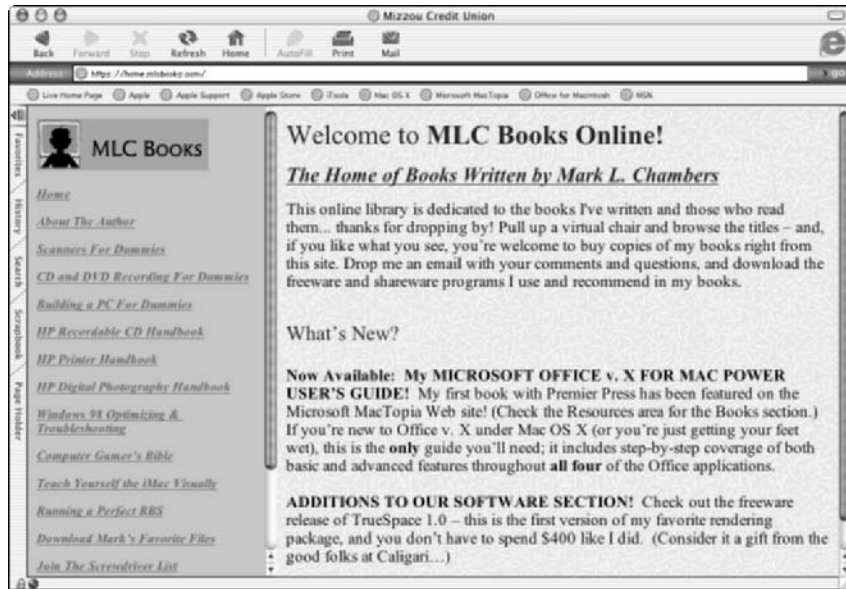 Mizzou Credit Union
Back Forward Stop Refresh Home AutoFill Print Mail
Address: https://home.mlcbooks.com/ go
Live Home Page Apple Apple Support Apple Store iTools Mac OS X Microsoft MacTopia Office for Macintosh MSN
Favorites
History
Search
Scrapbook
Page Holder
MLC BOOKS
Home
About The Author
Scanners For Dummies
CD and DVD Recording For Dummies
Building a PC For Dummies
HP Recordable CD Handbook
HP Printer Handbook
HP Digital Photography Handbook
Windows 98 Optimizing &
Troubleshooting
Computer Gamer's Bible
Teach Yourself the iMac Visually
Running a Perfect BBS
Download Mark's Favorite Files
Join The Screwdriver List
Welcome to MLC Books Online!
The Home of Books Written by Mark L. Chambers
This online library is dedicated to the books I've written and those who read
them... thanks for dropping by! Pull up a virtual chair and browse the titles – and,
if you like what you see, you're welcome to buy copies of my books right from
this site. Drop me an email with your comments and questions, and download the
freeware and shareware programs I use and recommend in my books.
What's New?
Now Available: My MICROSOFT OFFICE v. X FOR MAC POWER
USER'S GUIDE! My first book with Premier Press has been featured on the
Microsoft MacTopia Web site! (Check the Resources area for the Books section.)
If you're new to Office v. X under Mac OS X (or you're just getting your feet
wet), this is the only guide you'll need; it includes step-by-step coverage of both
basic and advanced features throughout all four of the Office applications.
ADDITIONS TO OUR SOFTWARE SECTION! Check out the freeware
release of TrueSpace 1.0 – this is the first version of my favorite rendering
package, and you don't have to spend $400 like I did. (Consider it a gift from the
good folks at Caligari…)